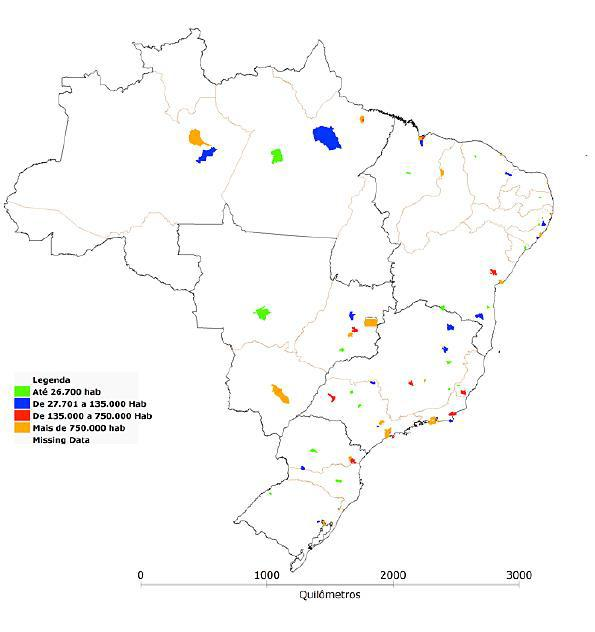 Legenda
Até 26.700 hab
De 27.701 a 135.000 Hab
De 135.000 a 750.000 Hab
Mais de 750.000 hab
Missing Data
0 1000 2000 3000
Quilômetros